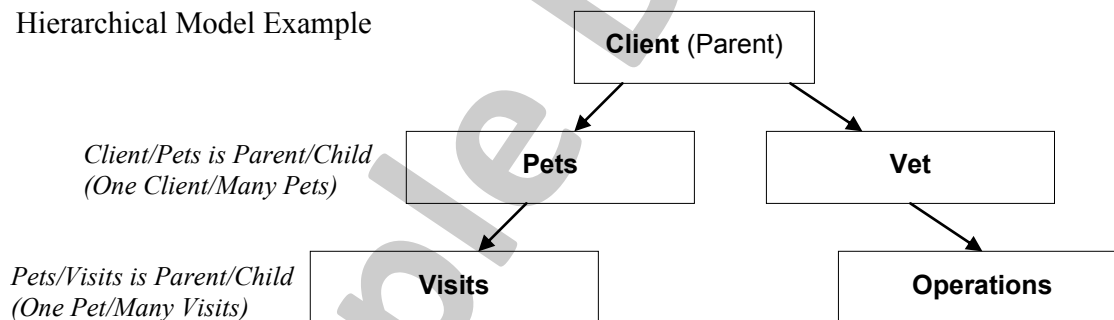 Hierarchical Model Example
Client (Parent)
Client/Pets is Parent/Child
(One Client/Many Pets)
Pets
Vet
Pets/Visits is Parent/Child
(One Pet/Many Visits)
Visits
Operations